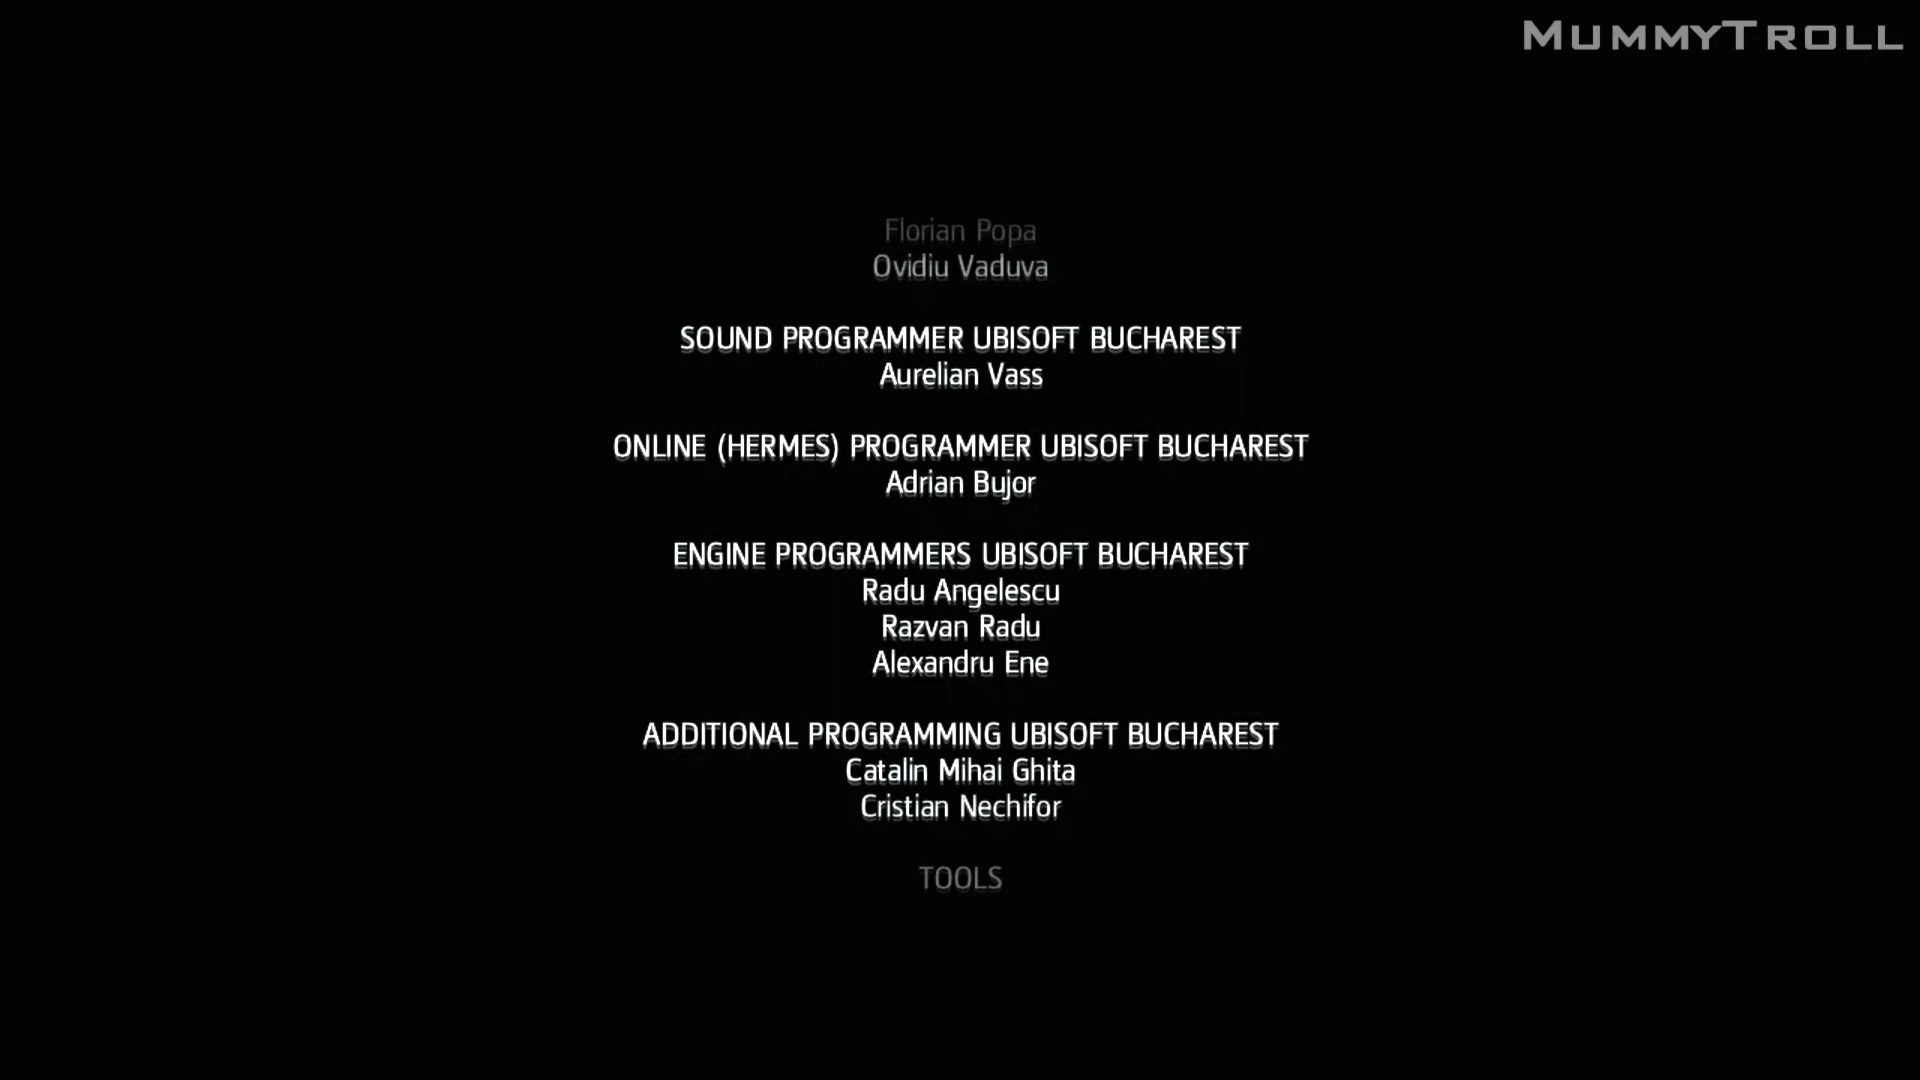 MUMMYTROLL
Florian Popa
Ovidiu Vaduva
SOUND PROGRAMMER UBISOFT BUCHAREST
Aurelian Vass
ONLINE (HERMES) PROGRAMMER UBISOFT BUCHAREST
Adrian Bujor
ENGINE PROGRAMMERS UBISOFT BUCHAREST
Radu Angelescu
Razvan Radu
Alexandru Ene
ADDITIONAL PROGRAMMING UBISOFT BUCHAREST
Catalin Mihai Ghita
Cristian Nechifor
TOOLS